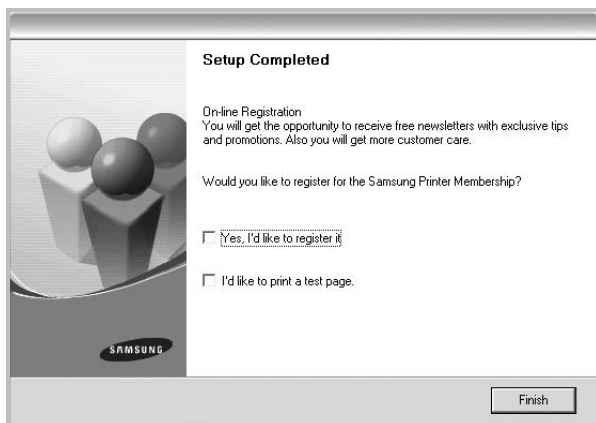 Setup Completed
On-line Registration
You will get the opportunity to receive free newsletters with exclusive tips
and promotions. Also you will get more customer care.
Would you like to register for the Samsung Printer Membership?
Yes, I'd like to register it
I'd like to print a test page.
SAMSUNG
Finish